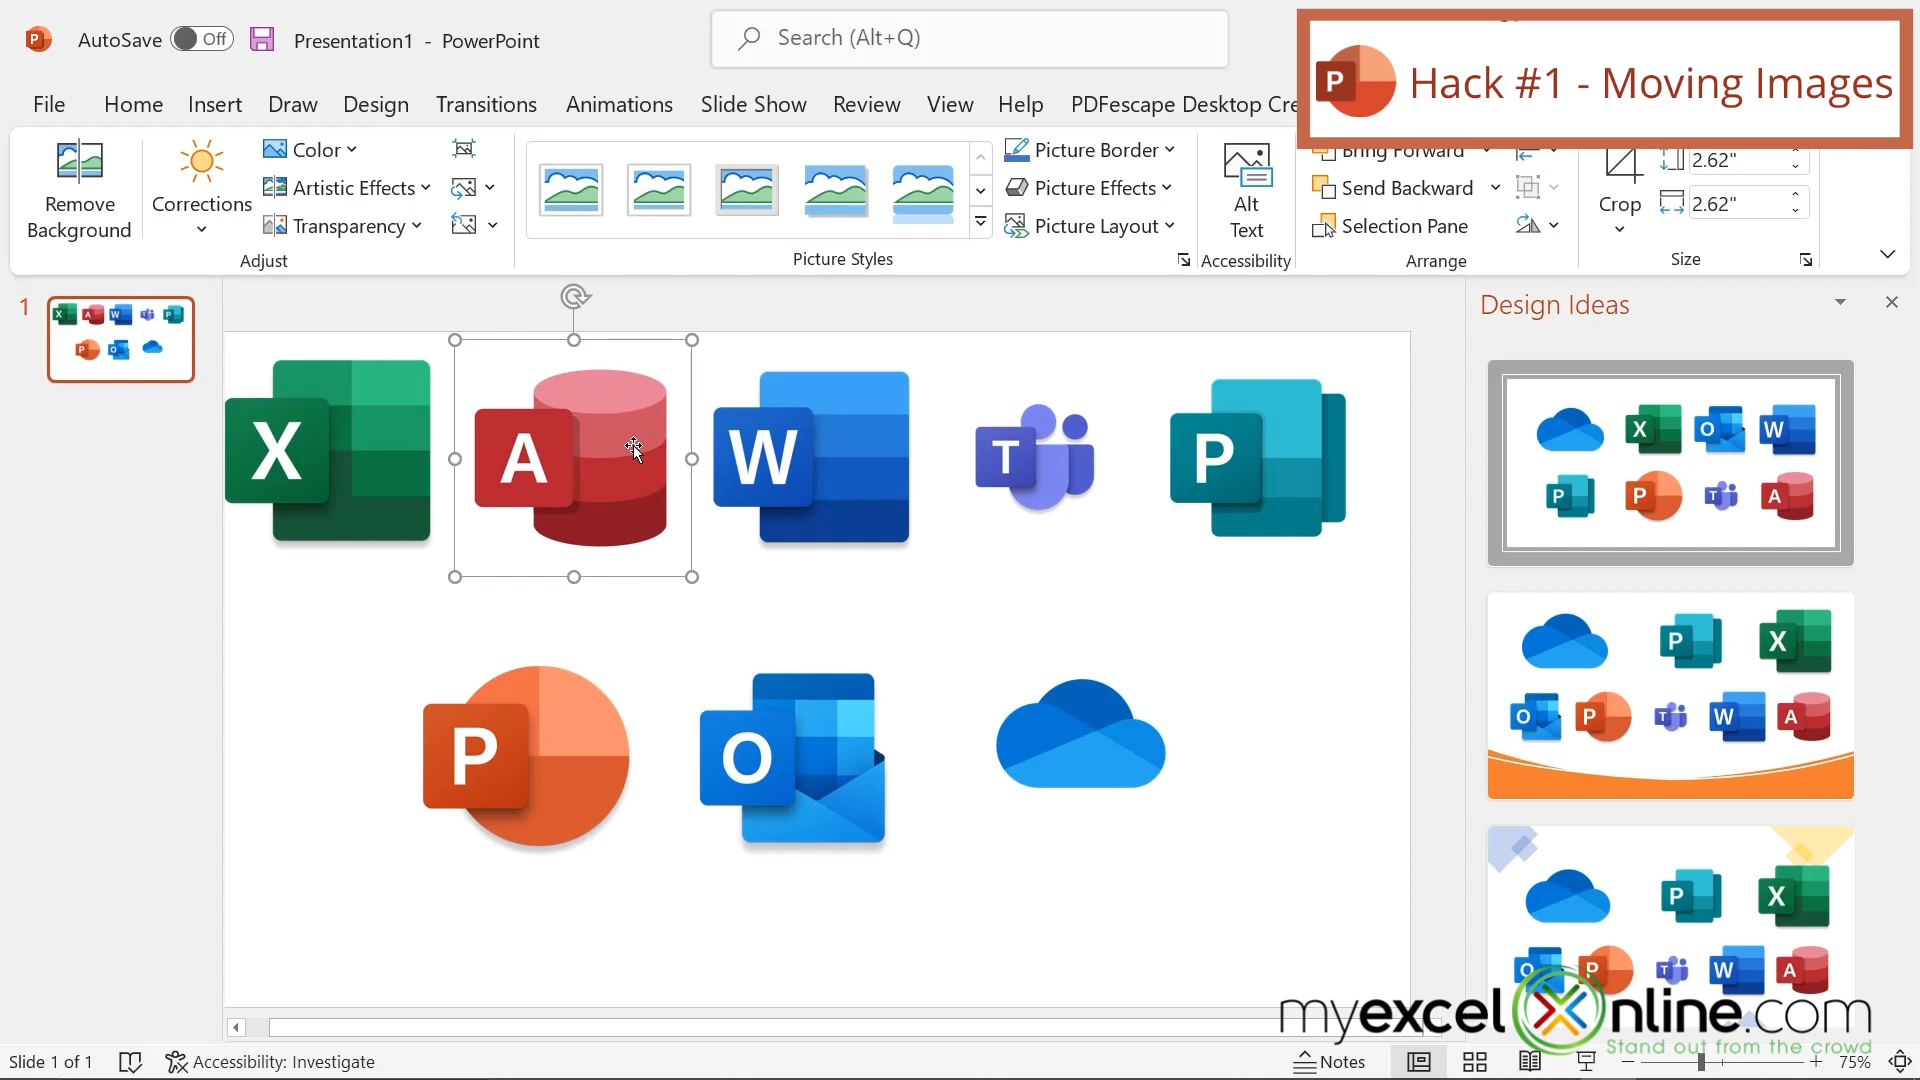 AutoSave Off Presentation1 - PowerPoint
Search (Alt+Q)
P Hack #1 - Moving Images
File Home Insert Draw Design Transitions Animations Slide Show Review View Help PDFescape Desktop Cre
Remove Background
Corrections
Color
Artistic Effects
Transparency
Adjust
Picture Border
Picture Effects
Picture Layout
Picture Styles
Alt Text
Accessibility
Bring Forward
Send Backward
Selection Pane
Arrange
Crop
2.62"
2.62"
Size
1
X A W T P
P O
Design Ideas
X O W
P P T A
P X
O P T W A
P X
O P T W A
myexcelonline.com
Stand out from the crowd
Slide 1 of 1 Accessibility: Investigate Notes 75%